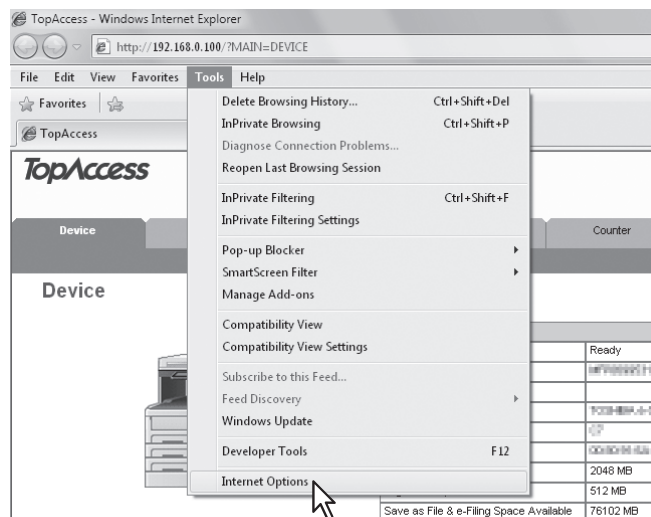 TopAccess - Windows Internet Explorer
http://192.168.0.100/?MAIN=DEVICE
File Edit View Favorites Tools Help
Favorites
TopAccess
TopAccess
Device
Counter
Device
Delete Browsing History... Ctrl+Shift+Del
InPrivate Browsing Ctrl+Shift+P
Diagnose Connection Problems...
Reopen Last Browsing Session
InPrivate Filtering Ctrl+Shift+F
InPrivate Filtering Settings
Pop-up Blocker
SmartScreen Filter
Manage Add-ons
Compatibility View
Compatibility View Settings
Subscribe to this Feed...
Feed Discovery
Windows Update
Developer Tools F12
Internet Options
Ready
2048 MB
512 MB
Save as File & e-Filing Space Available 76102 MB